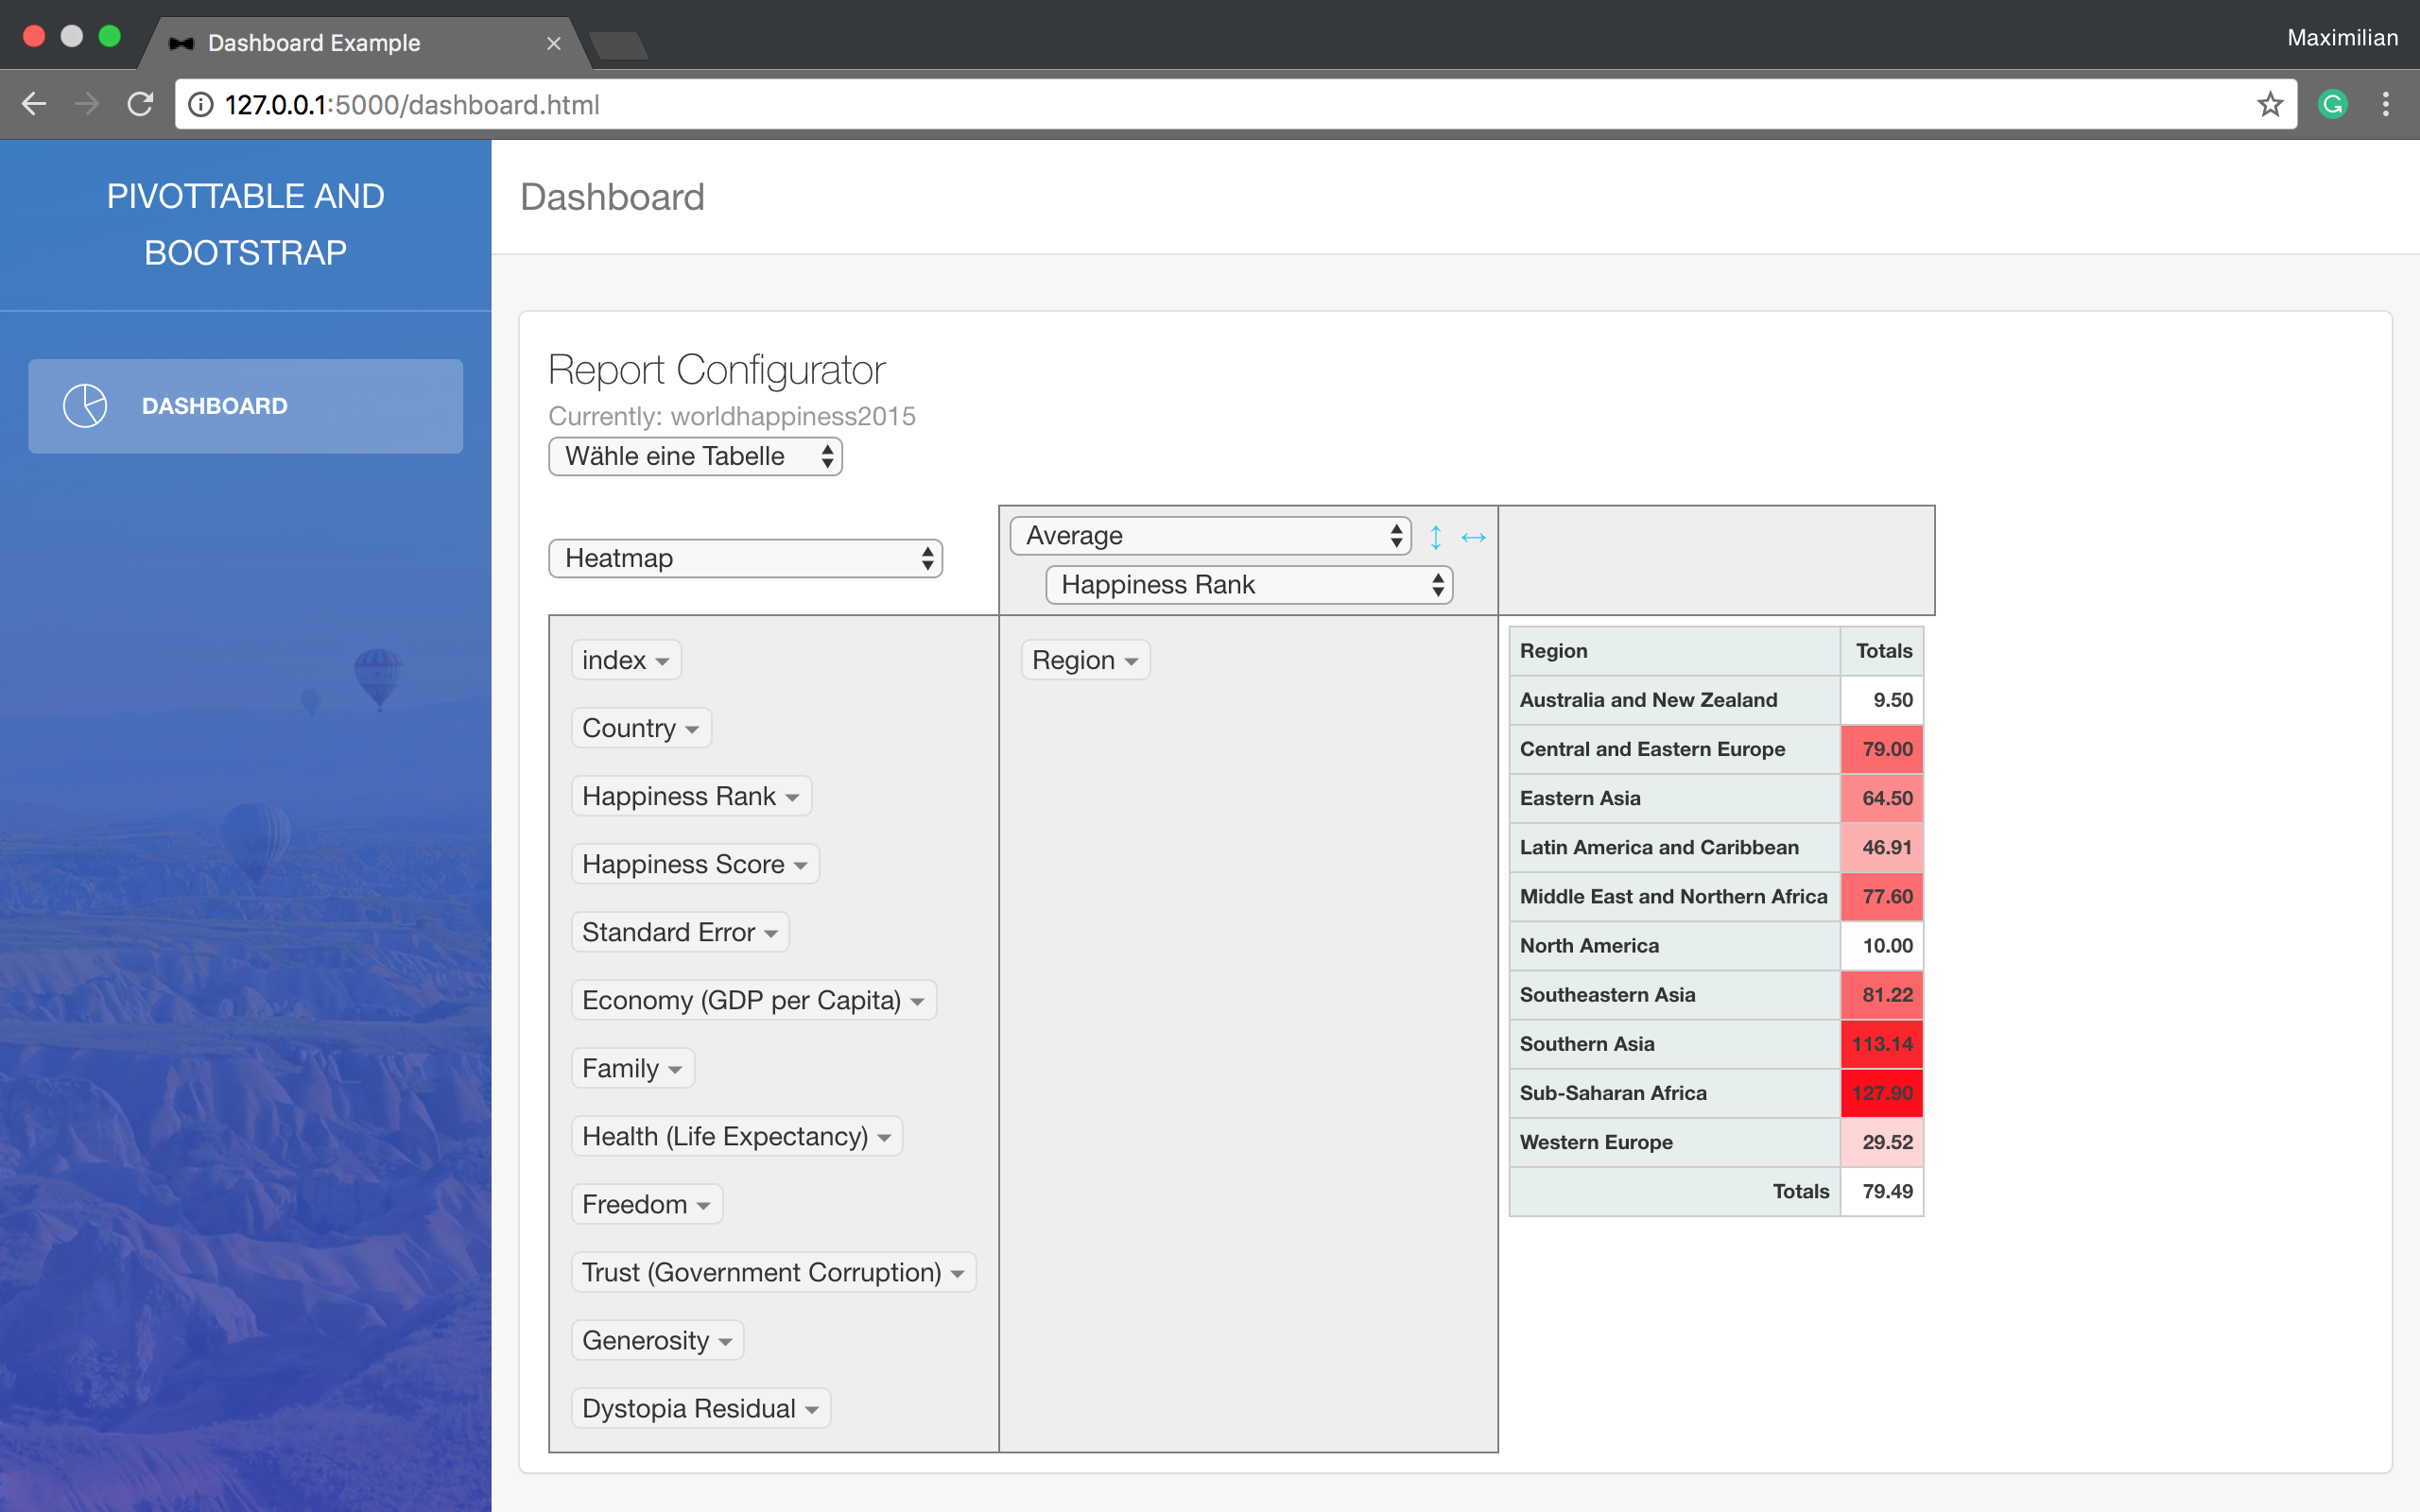 Dashboard Example
Maximilian
127.0.0.1:5000/dashboard.html
PIVOTTABLE AND
BOOTSTRAP
DASHBOARD
Dashboard
Report Configurator
Currently: worldhappiness2015
Wähle eine Tabelle
Heatmap
Average
Happiness Rank
index
Country
Happiness Rank
Happiness Score
Standard Error
Economy (GDP per Capita)
Family
Health (Life Expectancy)
Freedom
Trust (Government Corruption)
Generosity
Dystopia Residual
Region
Region Totals
Australia and New Zealand 9.50
Central and Eastern Europe 79.00
Eastern Asia 64.50
Latin America and Caribbean 46.91
Middle East and Northern Africa 77.60
North America 10.00
Southeastern Asia 81.22
Southern Asia 113.14
Sub-Saharan Africa 127.90
Western Europe 29.52
Totals 79.49